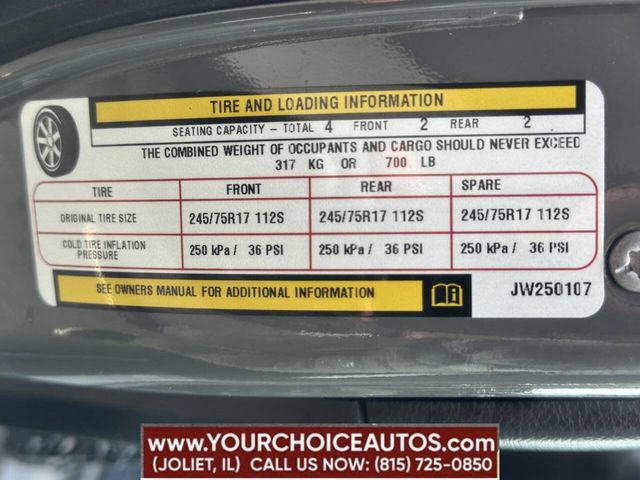 TIRE AND LOADING INFORMATION
SEATING CAPACITY - TOTAL 4 FRONT 2 REAR 2
THE COMBINED WEIGHT OF OCCUPANTS AND CARGO SHOULD NEVER EXCEED
317 KG OR 700 LB
TIRE FRONT REAR SPARE
ORIGINAL TIRE SIZE 245/75R17 112S 245/75R17 112S 245/75R17 112S
COLD TIRE INFLATION PRESSURE 250 kPa / 36 PSI 250 kPa / 36 PSI 250 kPa / 36 PSI
SEE OWNERS MANUAL FOR ADDITIONAL INFORMATION JW250107
WWW.YOURCHOICEAUTOS.COM
(JOLIET, IL) CALL US NOW: (815) 725-0850